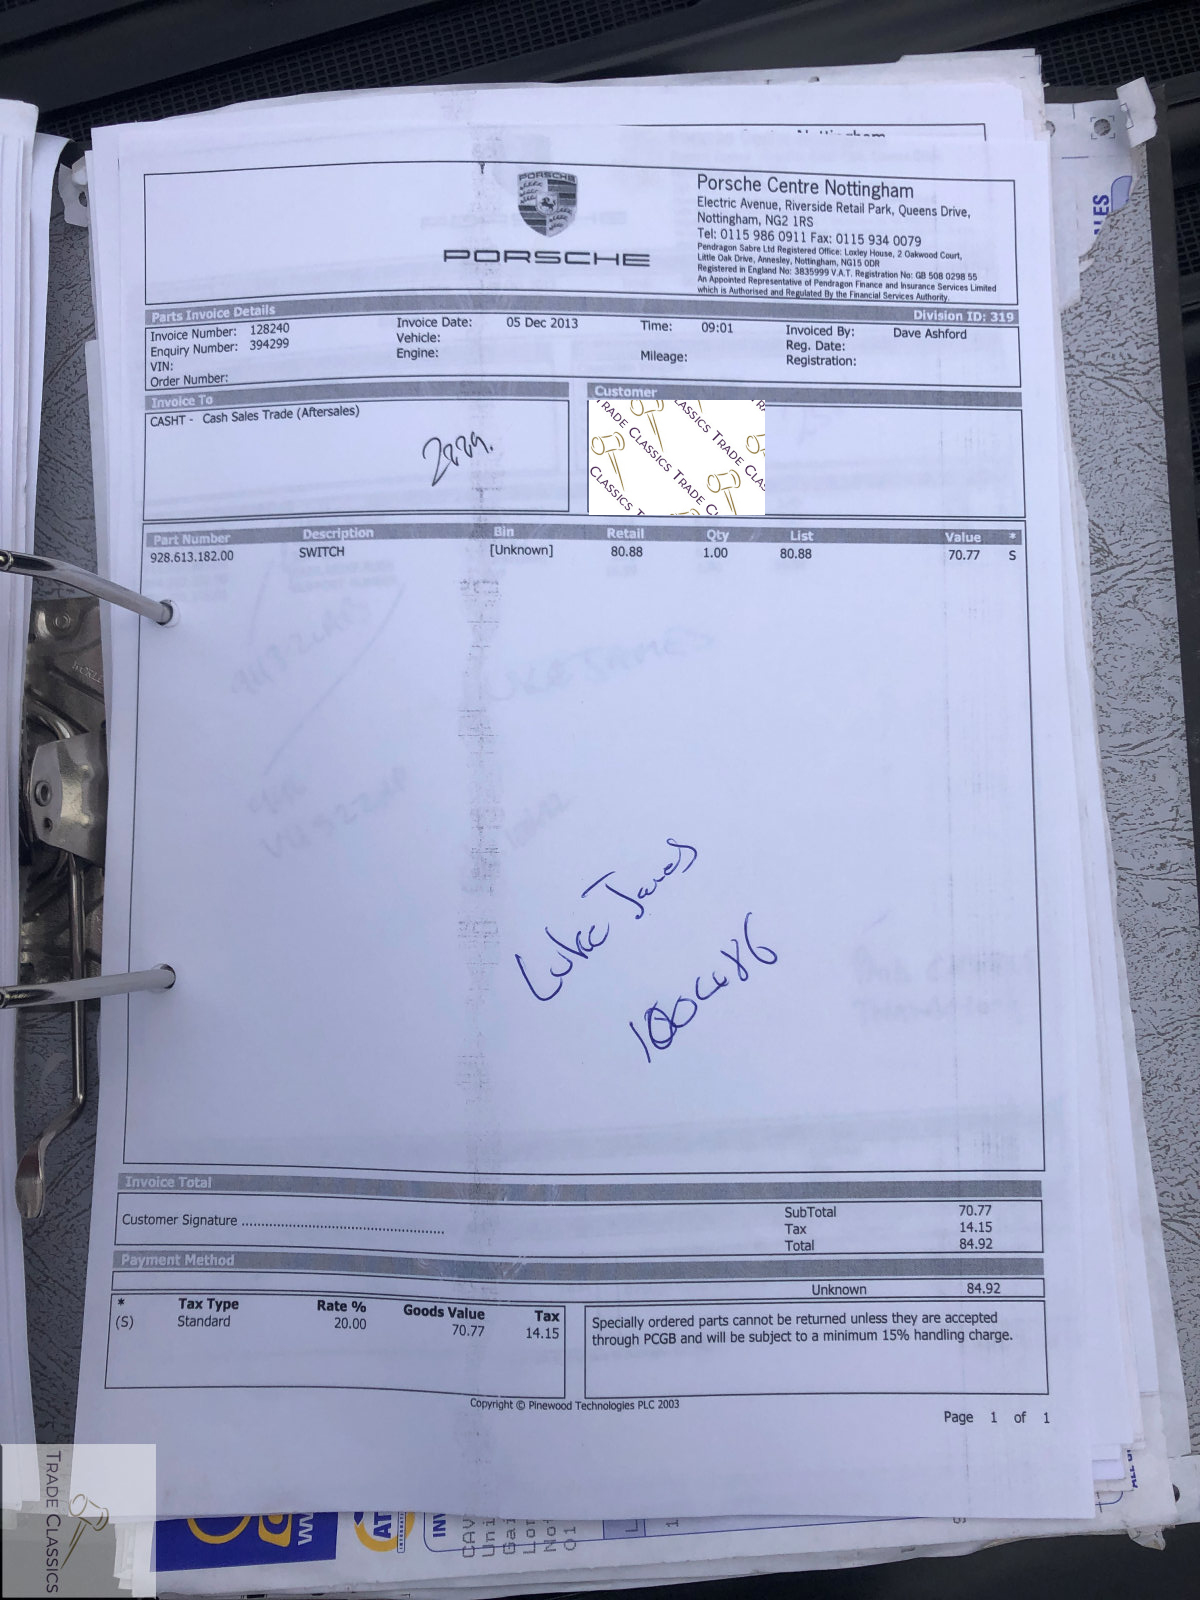 PORSCHE
PORSCHE
Porsche Centre Nottingham
Electric Avenue, Riverside Retail Park, Queens Drive,
Nottingham, NG2 1RS
Tel: 0115 986 0911 Fax: 0115 934 0079
Pendragon Sabre Ltd Registered Office: Loxley House, 2 Oakwood Court,
Little Oak Drive, Annesley, Nottingham, NG15 0DR
Registered in England No: 3835999 V.A.T. Registration No: GB 508 0298 55
An Appointed Representative of Pendragon Finance and Insurance Services Limited
which is Authorised and Regulated By the Financial Services Authority.
Parts Invoice Details Division ID: 319
Invoice Number: 128240 Invoice Date: 05 Dec 2013 Time: 09:01 Invoiced By: Dave Ashford
Enquiry Number: 394299 Vehicle: Reg. Date:
VIN: Engine: Mileage: Registration:
Order Number:
Invoice To Customer
CASHT - Cash Sales Trade (Aftersales)
TRADE CLASSICS TRADE C
CLASSICS TRADE CLAS
CLASSICS T
Part Number Description Bin Retail Qty List Value *
928.613.182.00 SWITCH [Unknown] 80.88 1.00 80.88 70.77 S
Luke James
Invoice Total
Customer Signature ........................................................
SubTotal 70.77
Tax 14.15
Total 84.92
Payment Method
Unknown 84.92
* Tax Type Rate % Goods Value Tax
(S) Standard 20.00 70.77 14.15
Specially ordered parts cannot be returned unless they are accepted
through PCGB and will be subject to a minimum 15% handling charge.
Copyright © Pinewood Technologies PLC 2003
Page 1 of 1
TRADE CLASSICS